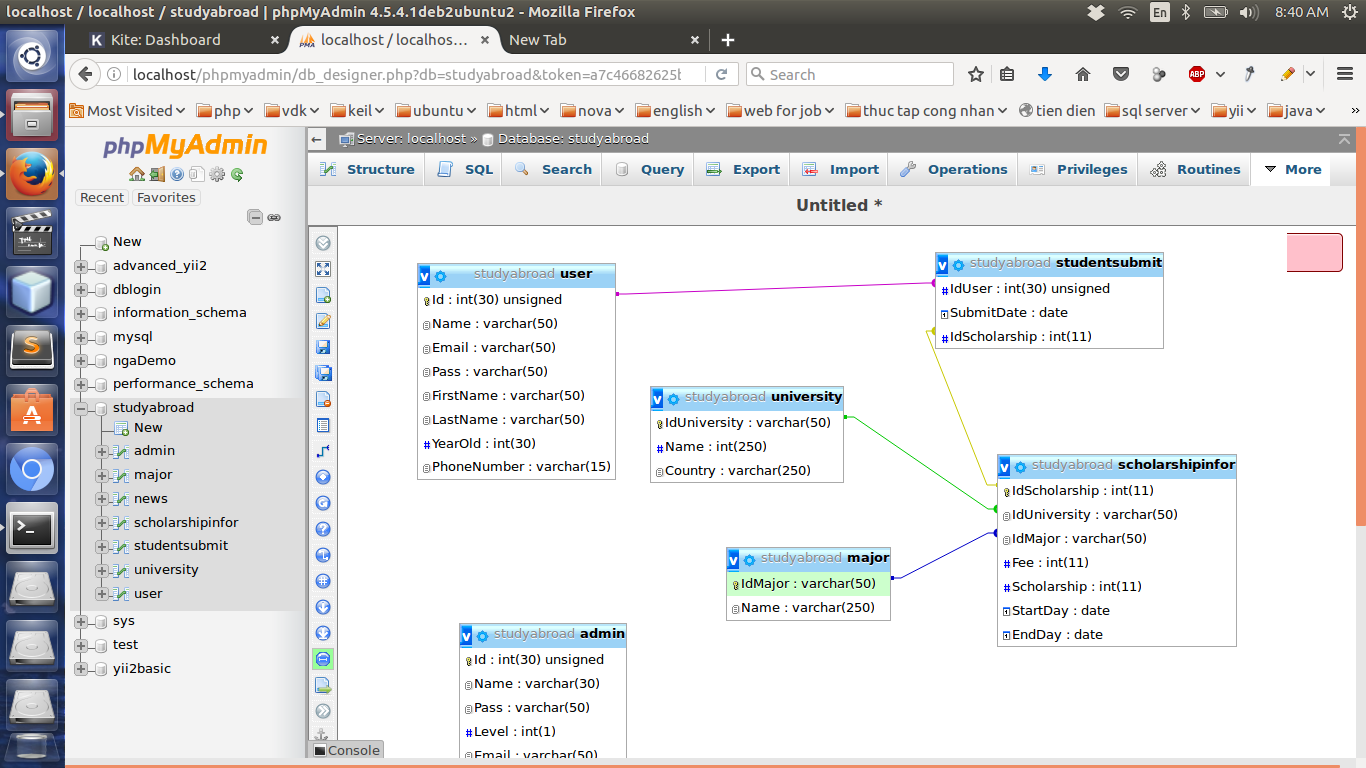 localhost / localhost / studyabroad | phpMyAdmin 4.5.4.1deb2ubuntu2 - Mozilla Firefox
En
8:40 AM
Kite: Dashboard
localhost / localhos...
New Tab
localhost/phpmyadmin/db_designer.php?db=studyabroad&token=a7c46682625b
Search
ABP
Most Visited
php
vdk
keil
ubuntu
html
nova
english
web for job
thuc tap cong nhan
tien dien
sql server
yii
java
phpMyAdmin
Recent
Favorites
New
advanced_yii2
dblogin
information_schema
mysql
ngaDemo
performance_schema
studyabroad
New
admin
major
news
scholarshipinfor
studentsubmit
university
user
sys
test
yii2basic
Server: localhost » Database: studyabroad
Structure
SQL
Search
Query
Export
Import
Operations
Privileges
Routines
More
Untitled *
studyabroad user
Id : int(30) unsigned
Name : varchar(50)
Email : varchar(50)
Pass : varchar(50)
FirstName : varchar(50)
LastName : varchar(50)
YearOld : int(30)
PhoneNumber : varchar(15)
studyabroad studentsubmit
IdUser : int(30) unsigned
SubmitDate : date
IdScholarship : int(11)
studyabroad university
IdUniversity : varchar(50)
Name : int(250)
Country : varchar(250)
studyabroad scholarshipinfor
IdScholarship : int(11)
IdUniversity : varchar(50)
IdMajor : varchar(50)
Fee : int(11)
Scholarship : int(11)
StartDay : date
EndDay : date
studyabroad major
IdMajor : varchar(50)
Name : varchar(250)
studyabroad admin
Id : int(30) unsigned
Name : varchar(30)
Pass : varchar(50)
Level : int(1)
Email : varchar(50)
Console